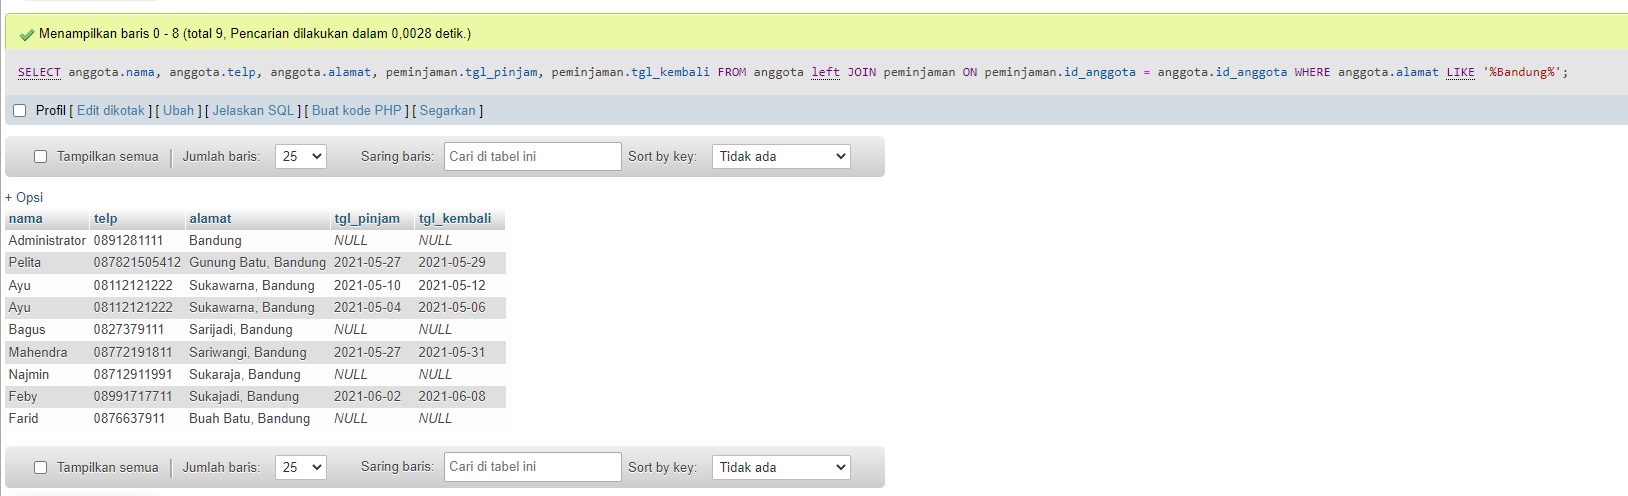 Menampilkan baris 0 - 8 (total 9, Pencarian dilakukan dalam 0,0028 detik.)
SELECT anggota.nama, anggota.telp, anggota.alamat, peminjaman.tgl_pinjam, peminjaman.tgl_kembali FROM anggota left JOIN peminjaman ON peminjaman.id_anggota = anggota.id_anggota WHERE anggota.alamat LIKE '%Bandung%';
Profil [ Edit dikotak ] [ Ubah ] [ Jelaskan SQL ] [ Buat kode PHP ] [ Segarkan ]
Tampilkan semua | Jumlah baris: 25 Saring baris: Cari di tabel ini Sort by key: Tidak ada
+ Opsi
nama telp alamat tgl_pinjam tgl_kembali
Administrator 0891281111 Bandung NULL NULL
Pelita 087821505412 Gunung Batu, Bandung 2021-05-27 2021-05-29
Ayu 08112121222 Sukawarna, Bandung 2021-05-10 2021-05-12
Ayu 08112121222 Sukawarna, Bandung 2021-05-04 2021-05-06
Bagus 0827379111 Sarijadi, Bandung NULL NULL
Mahendra 08772191811 Sariwangi, Bandung 2021-05-27 2021-05-31
Najmin 08712911991 Sukaraja, Bandung NULL NULL
Feby 08991717711 Sukajadi, Bandung 2021-06-02 2021-06-08
Farid 0876637911 Buah Batu, Bandung NULL NULL
Tampilkan semua | Jumlah baris: 25 Saring baris: Cari di tabel ini Sort by key: Tidak ada